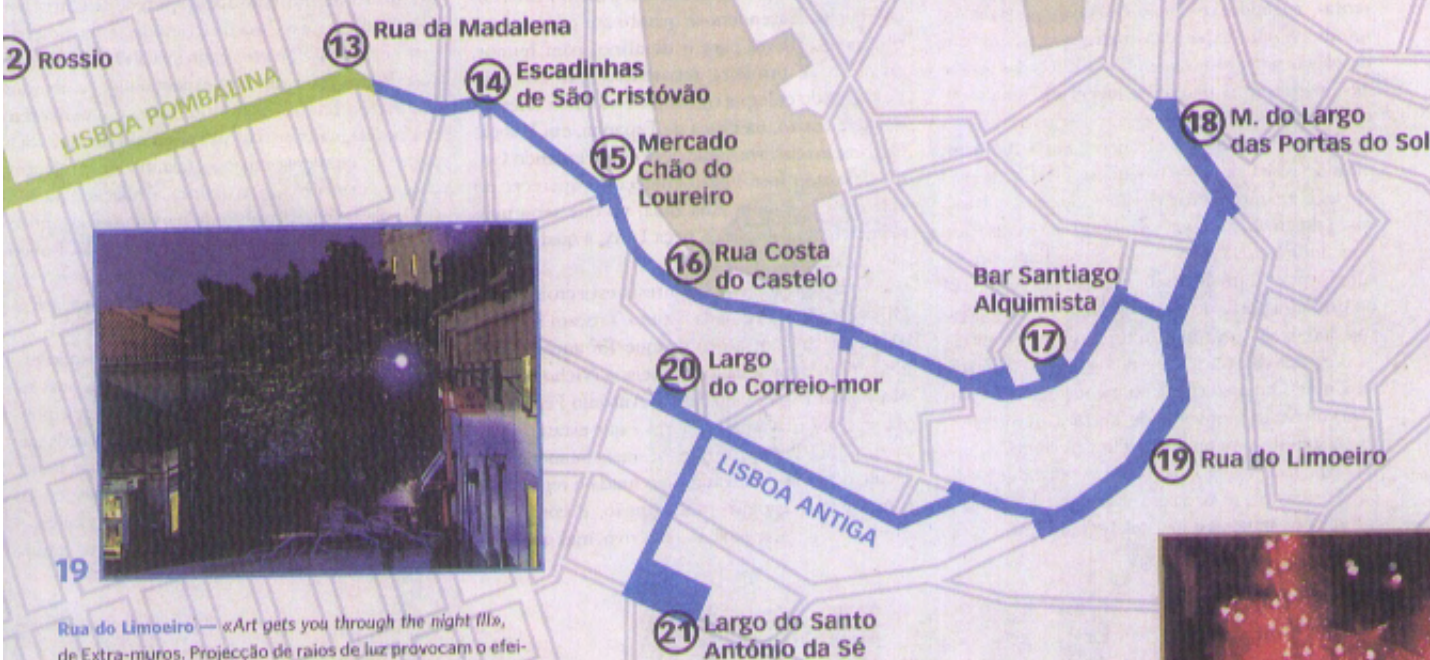 2 Rossio
LISBOA POMBALINA
13 Rua da Madalena
14 Escadinhas
de São Cristóvão
15 Mercado
Chão do
Loureiro
16 Rua Costa
do Castelo
Bar Santiago
Alquimista
17
18 M. do Largo
das Portas do Sol
19 Rua do Limoeiro
20 Largo
do Correio-mor
LISBOA ANTIGA
21 Largo do Santo
António da Sé
19
Rua do Limoeiro — «Art gets you through the night III»,
de Extra-muros. Projecção de raios de luz provocam o efei-